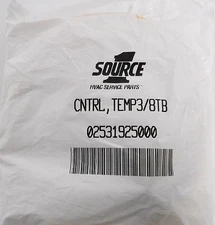 SOURCE 1
HVAC SERVICE PARTS
CNTRL,TEMP3/8TB
02531925000